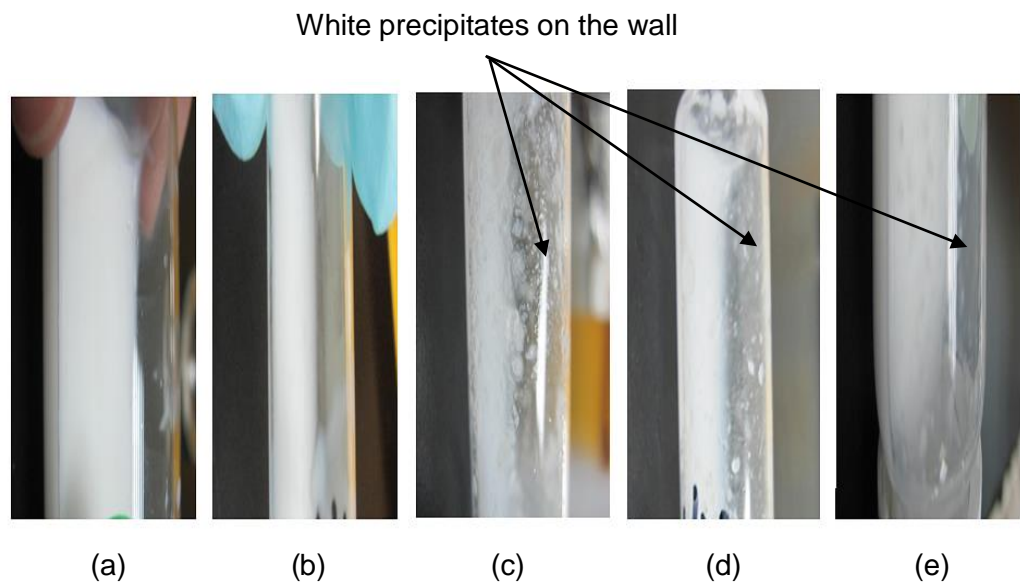 White precipitates on the wall
(a) (b) (c) (d) (e)